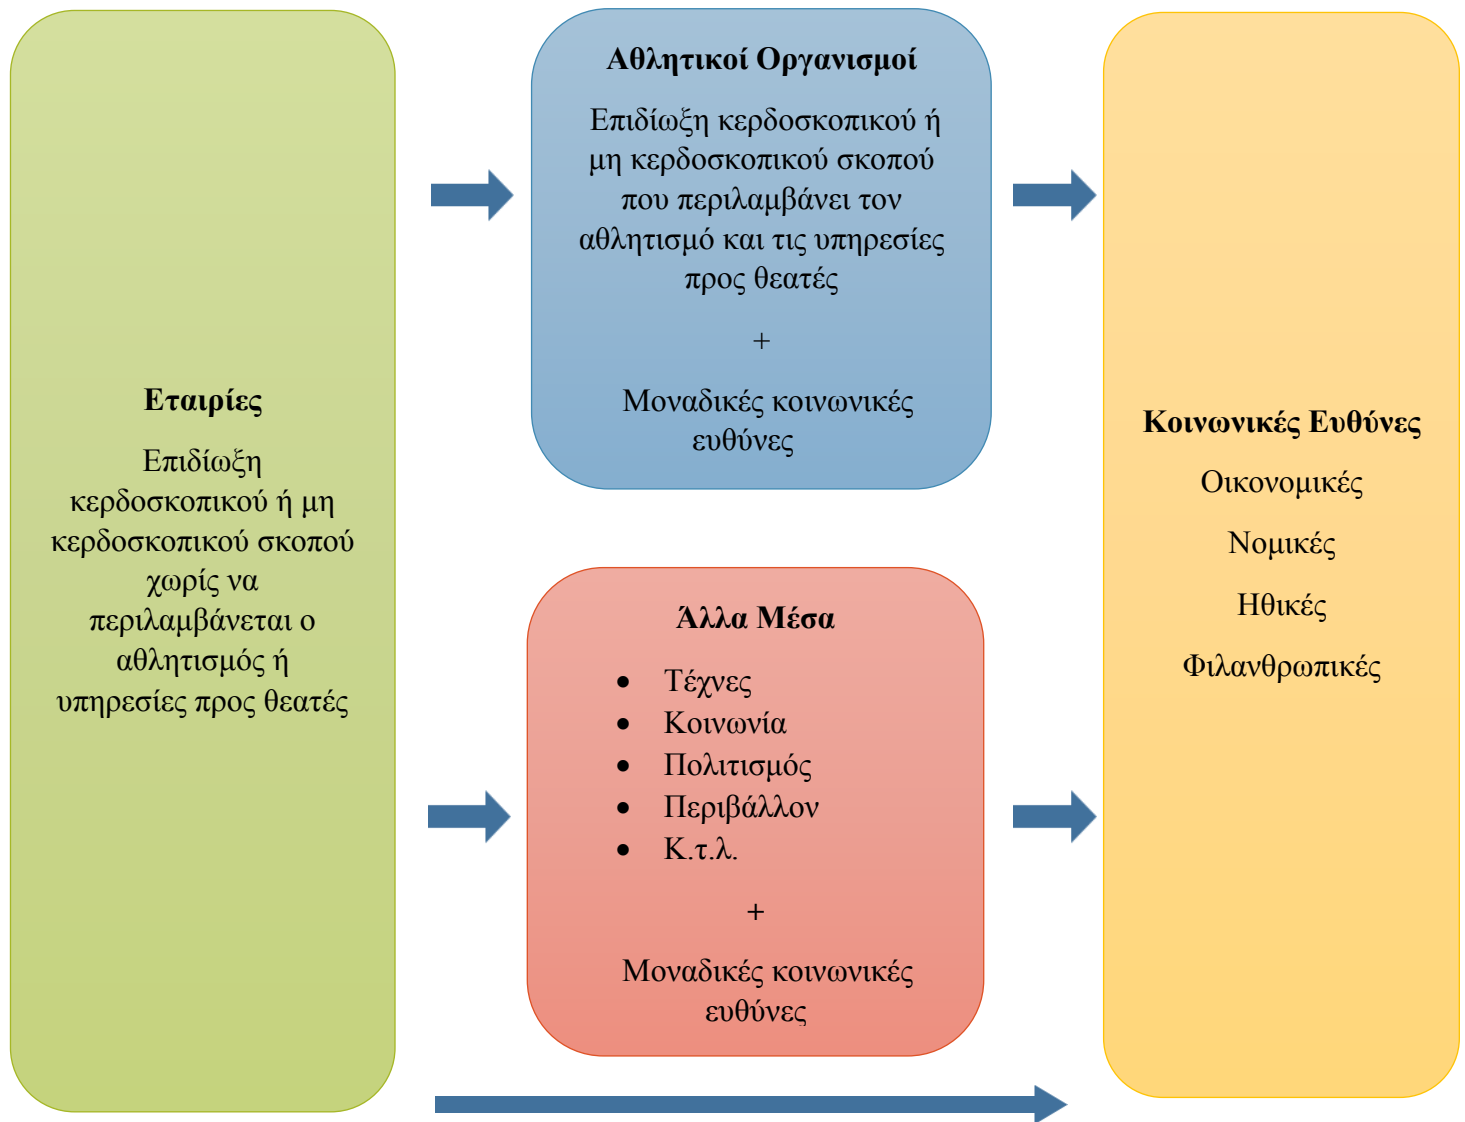 Εταιρίες
Επιδίωξη
κερδοσκοπικού ή μη
κερδοσκοπικού σκοπού
χωρίς να
περιλαμβάνεται ο
αθλητισμός ή
υπηρεσίες προς θεατές
Αθλητικοί Οργανισμοί
Επιδίωξη κερδοσκοπικού ή
μη κερδοσκοπικού σκοπού
που περιλαμβάνει τον
αθλητισμό και τις υπηρεσίες
προς θεατές
+
Μοναδικές κοινωνικές
ευθύνες
Άλλα Μέσα
• Τέχνες
• Κοινωνία
• Πολιτισμός
• Περιβάλλον
• Κ.τ.λ.
+
Μοναδικές κοινωνικές
ευθύνες
Κοινωνικές Ευθύνες
Οικονομικές
Νομικές
Ηθικές
Φιλανθρωπικές